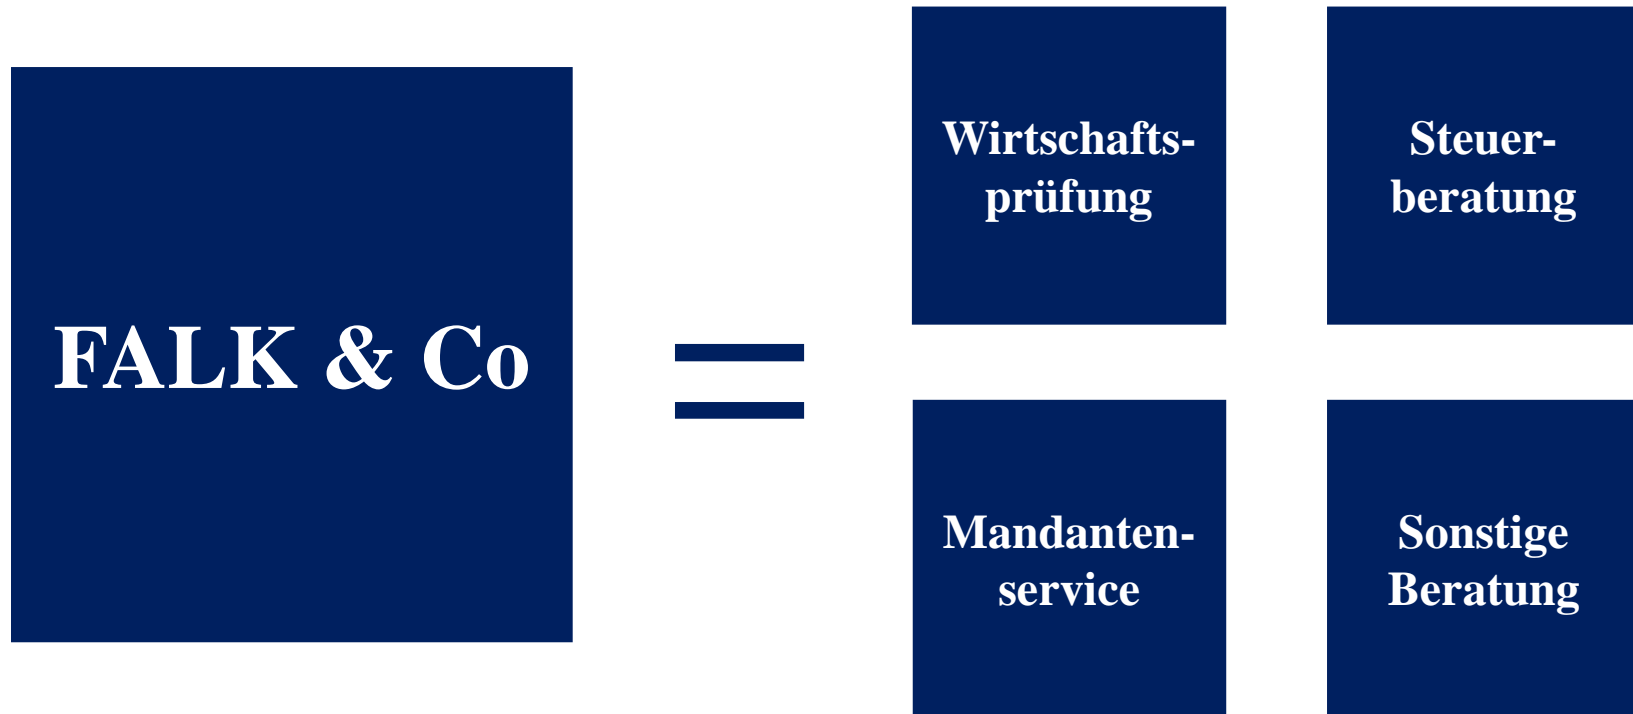 FALK & Co
=
Wirtschafts-
prüfung
Steuer-
beratung
Mandanten-
service
Sonstige
Beratung